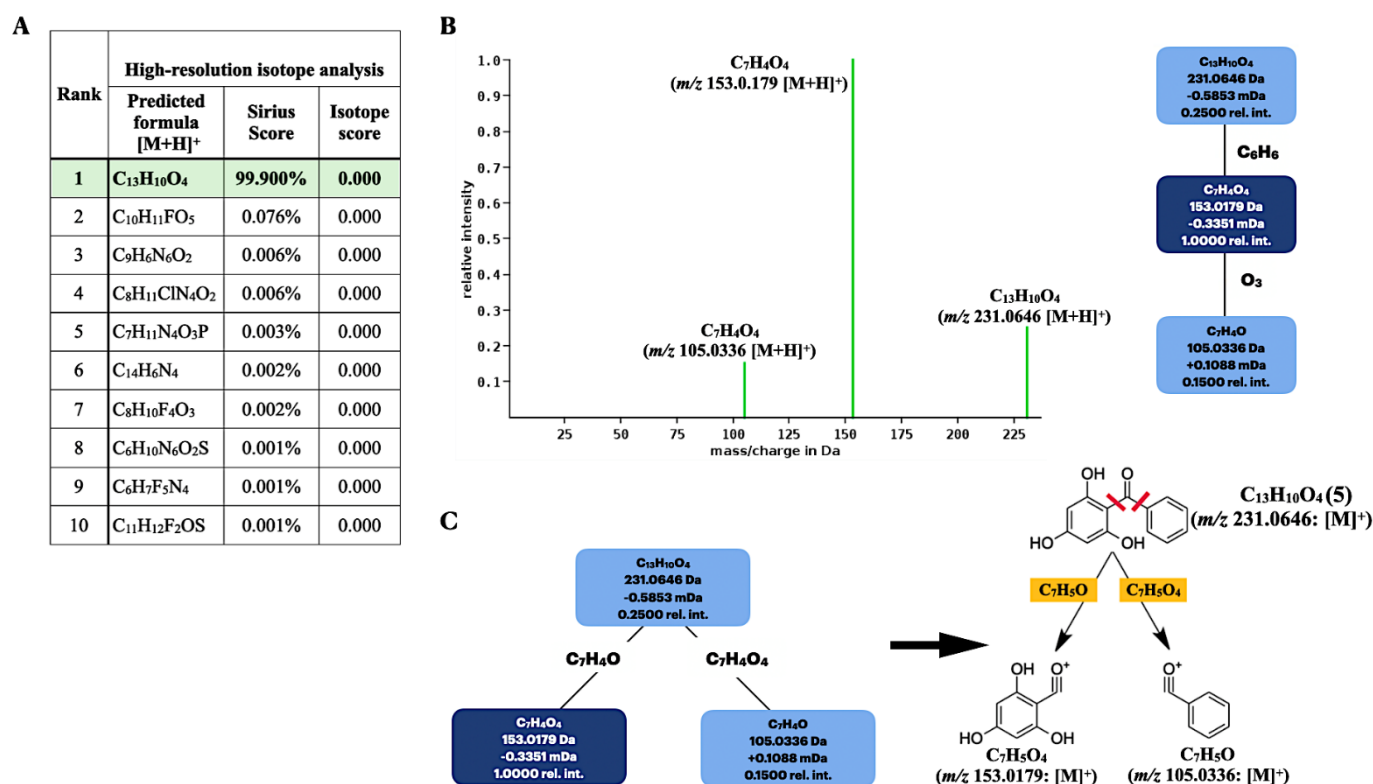 A
Rank
High-resolution isotope analysis
Predicted
formula
[M+H]⁺
Sirius
Score
Isotope
score
1 C₁₃H₁₀O₄ 99.900% 0.000
2 C₁₀H₁₁FO₅ 0.076% 0.000
3 C₉H₆N₆O₂ 0.006% 0.000
4 C₈H₁₁ClN₄O₂ 0.006% 0.000
5 C₇H₁₁N₄O₃P 0.003% 0.000
6 C₁₄H₆N₄ 0.002% 0.000
7 C₈H₁₀F₄O₃ 0.002% 0.000
8 C₆H₁₀N₆O₂S 0.001% 0.000
9 C₆H₇F₅N₄ 0.001% 0.000
10 C₁₁H₁₂F₂OS 0.001% 0.000
B
relative intensity
1.0
0.9
0.8
0.7
0.6
0.5
0.4
0.3
0.2
0.1
C₇H₄O₄
(m/z 153.0.179 [M+H]⁺)
C₇H₄O₄
(m/z 105.0336 [M+H]⁺)
C₁₃H₁₀O₄
(m/z 231.0646 [M+H]⁺)
25 50 75 100 125 150 175 200 225
mass/charge in Da
C₁₃H₁₀O₄
231.0646 Da
-0.5853 mDa
0.2500 rel. int.
C₆H₆
C₇H₄O₄
153.0179 Da
-0.3351 mDa
1.0000 rel. int.
O₃
C₇H₄O
105.0336 Da
+0.1088 mDa
0.1500 rel. int.
C
C₁₃H₁₀O₄
231.0646 Da
-0.5853 mDa
0.2500 rel. int.
C₇H₄O
C₇H₄O₄
C₇H₄O₄
153.0179 Da
-0.3351 mDa
1.0000 rel. int.
C₇H₄O
105.0336 Da
+0.1088 mDa
0.1500 rel. int.
OH
O
HO
OH
C₁₃H₁₀O₄ (5)
(m/z 231.0646: [M]⁺)
C₇H₅O
C₇H₅O₄
OH
O⁺
HO
OH
C₇H₅O₄
(m/z 153.0179: [M]⁺)
O⁺
C₇H₅O
(m/z 105.0336: [M]⁺)